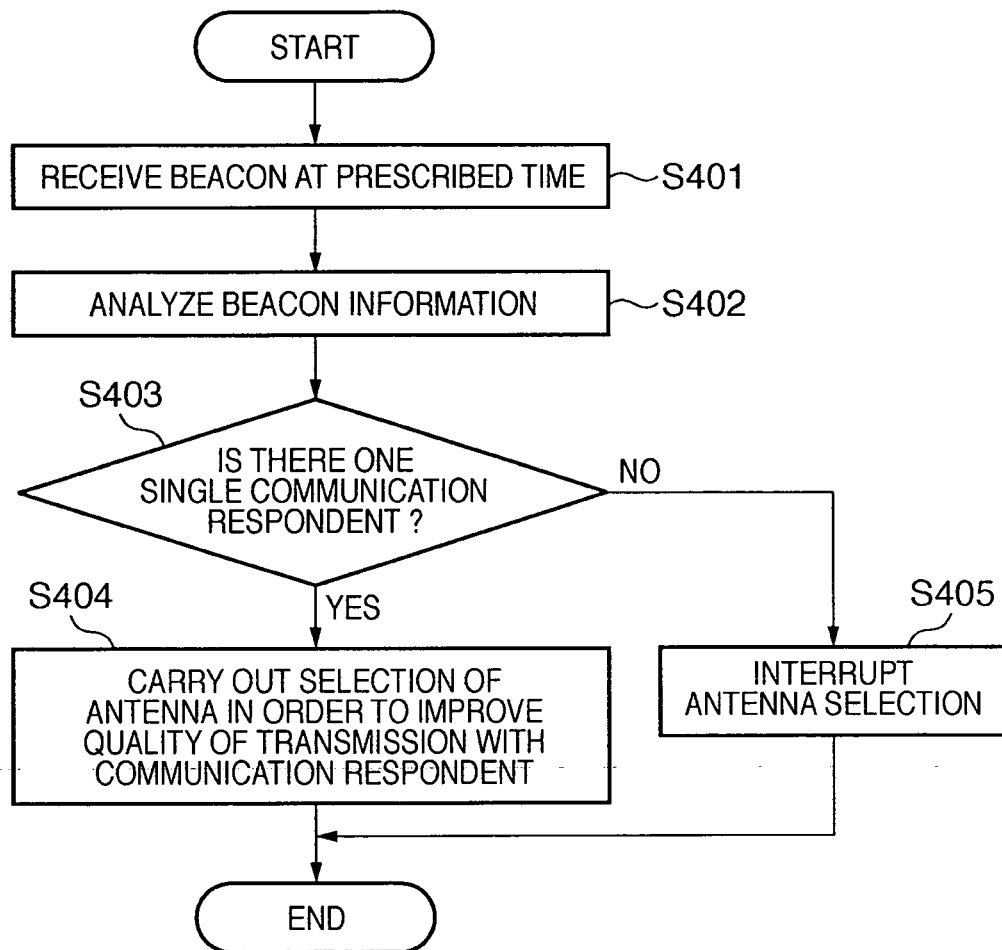 START
RECEIVE BEACON AT PRESCRIBED TIME
S401
ANALYZE BEACON INFORMATION
S402
S403
IS THERE ONE
SINGLE COMMUNICATION
RESPONDENT ?
NO
YES
S404
CARRY OUT SELECTION OF
ANTENNA IN ORDER TO IMPROVE
QUALITY OF TRANSMISSION WITH
COMMUNICATION RESPONDENT
S405
INTERRUPT
ANTENNA SELECTION
END